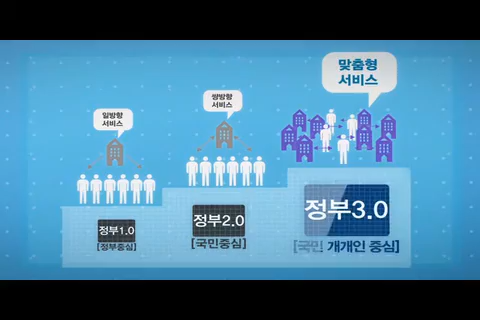 맞춤형
서비스
쌍방향
서비스
일방향
서비스
정부1.0
[정부중심]
정부2.0
[국민중심]
정부3.0
[국민 개개인 중심]